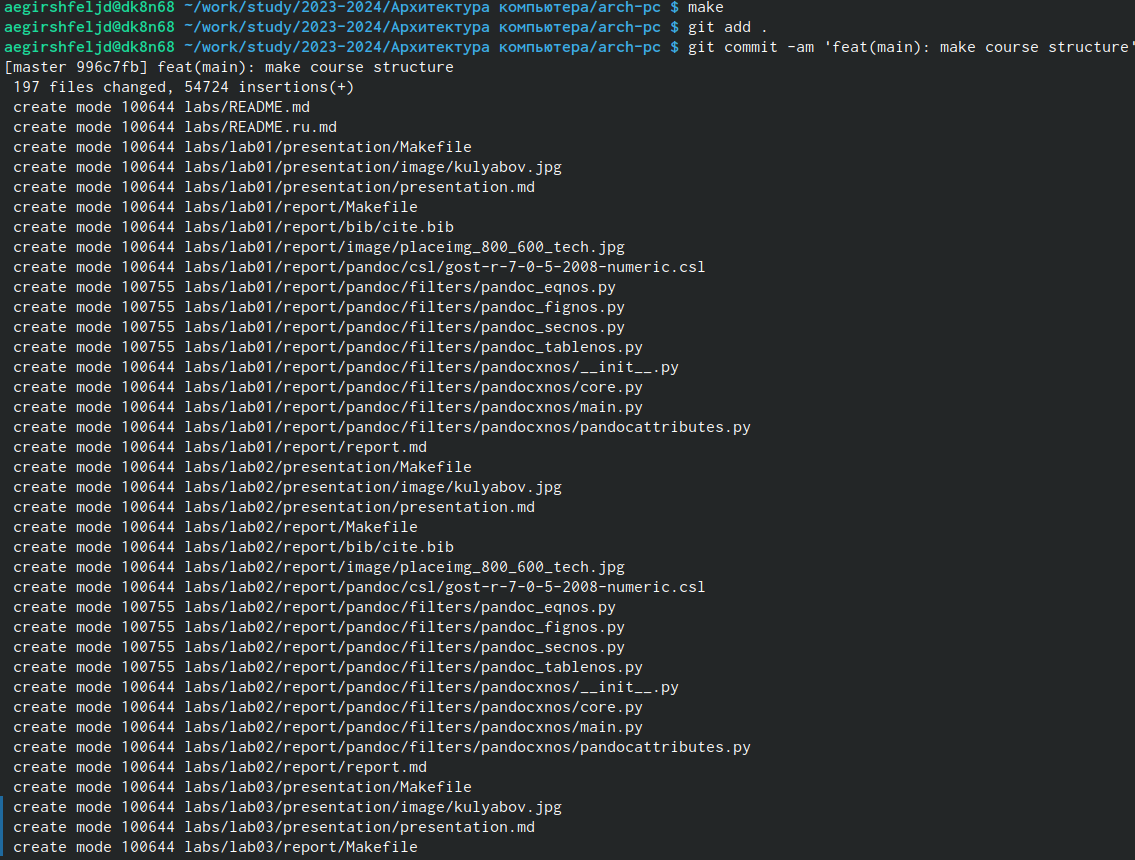 aegirshfeljd@dk8n68 ~/work/study/2023-2024/Архитектура компьютера/arch-pc $ make
aegirshfeljd@dk8n68 ~/work/study/2023-2024/Архитектура компьютера/arch-pc $ git add .
aegirshfeljd@dk8n68 ~/work/study/2023-2024/Архитектура компьютера/arch-pc $ git commit -am 'feat(main): make course structure'
[master 996c7fb] feat(main): make course structure
 197 files changed, 54724 insertions(+)
 create mode 100644 labs/README.md
 create mode 100644 labs/README.ru.md
 create mode 100644 labs/lab01/presentation/Makefile
 create mode 100644 labs/lab01/presentation/image/kulyabov.jpg
 create mode 100644 labs/lab01/presentation/presentation.md
 create mode 100644 labs/lab01/report/Makefile
 create mode 100644 labs/lab01/report/bib/cite.bib
 create mode 100644 labs/lab01/report/image/placeimg_800_600_tech.jpg
 create mode 100644 labs/lab01/report/pandoc/csl/gost-r-7-0-5-2008-numeric.csl
 create mode 100755 labs/lab01/report/pandoc/filters/pandoc_eqnos.py
 create mode 100755 labs/lab01/report/pandoc/filters/pandoc_fignos.py
 create mode 100755 labs/lab01/report/pandoc/filters/pandoc_secnos.py
 create mode 100755 labs/lab01/report/pandoc/filters/pandoc_tablenos.py
 create mode 100644 labs/lab01/report/pandoc/filters/pandocxnos/__init__.py
 create mode 100644 labs/lab01/report/pandoc/filters/pandocxnos/core.py
 create mode 100644 labs/lab01/report/pandoc/filters/pandocxnos/main.py
 create mode 100644 labs/lab01/report/pandoc/filters/pandocxnos/pandocattributes.py
 create mode 100644 labs/lab01/report/report.md
 create mode 100644 labs/lab02/presentation/Makefile
 create mode 100644 labs/lab02/presentation/image/kulyabov.jpg
 create mode 100644 labs/lab02/presentation/presentation.md
 create mode 100644 labs/lab02/report/Makefile
 create mode 100644 labs/lab02/report/bib/cite.bib
 create mode 100644 labs/lab02/report/image/placeimg_800_600_tech.jpg
 create mode 100644 labs/lab02/report/pandoc/csl/gost-r-7-0-5-2008-numeric.csl
 create mode 100755 labs/lab02/report/pandoc/filters/pandoc_eqnos.py
 create mode 100755 labs/lab02/report/pandoc/filters/pandoc_fignos.py
 create mode 100755 labs/lab02/report/pandoc/filters/pandoc_secnos.py
 create mode 100755 labs/lab02/report/pandoc/filters/pandoc_tablenos.py
 create mode 100644 labs/lab02/report/pandoc/filters/pandocxnos/__init__.py
 create mode 100644 labs/lab02/report/pandoc/filters/pandocxnos/core.py
 create mode 100644 labs/lab02/report/pandoc/filters/pandocxnos/main.py
 create mode 100644 labs/lab02/report/pandoc/filters/pandocxnos/pandocattributes.py
 create mode 100644 labs/lab02/report/report.md
 create mode 100644 labs/lab03/presentation/Makefile
 create mode 100644 labs/lab03/presentation/image/kulyabov.jpg
 create mode 100644 labs/lab03/presentation/presentation.md
 create mode 100644 labs/lab03/report/Makefile